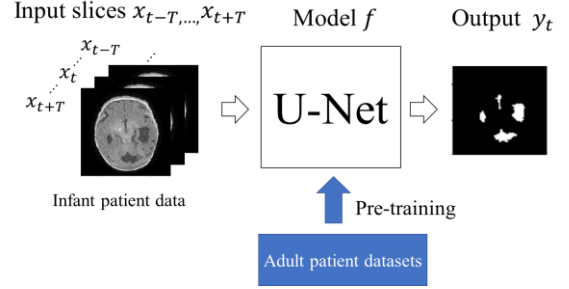 Input slices $x_{t-T},...,x_{t+T}$
Model $f$
Output $y_t$
$x_{t-T}$
$x_t$
$x_{t+T}$
U-Net
Infant patient data
Pre-training
Adult patient datasets